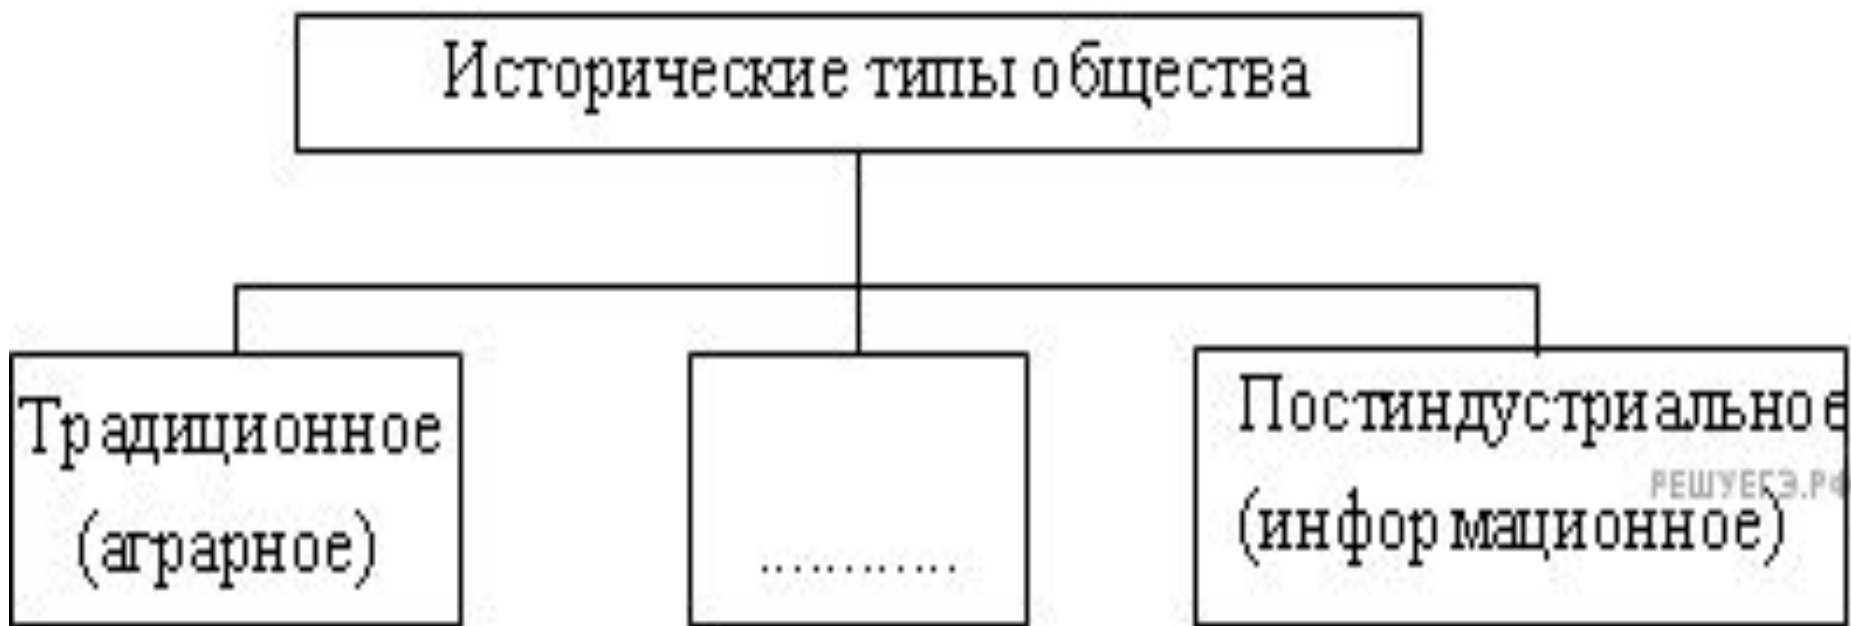 Исторические типы общества
Традиционное
(аграрное)
............
Постиндустриальное
РЕШУЕГЭ.РФ
(информационное)